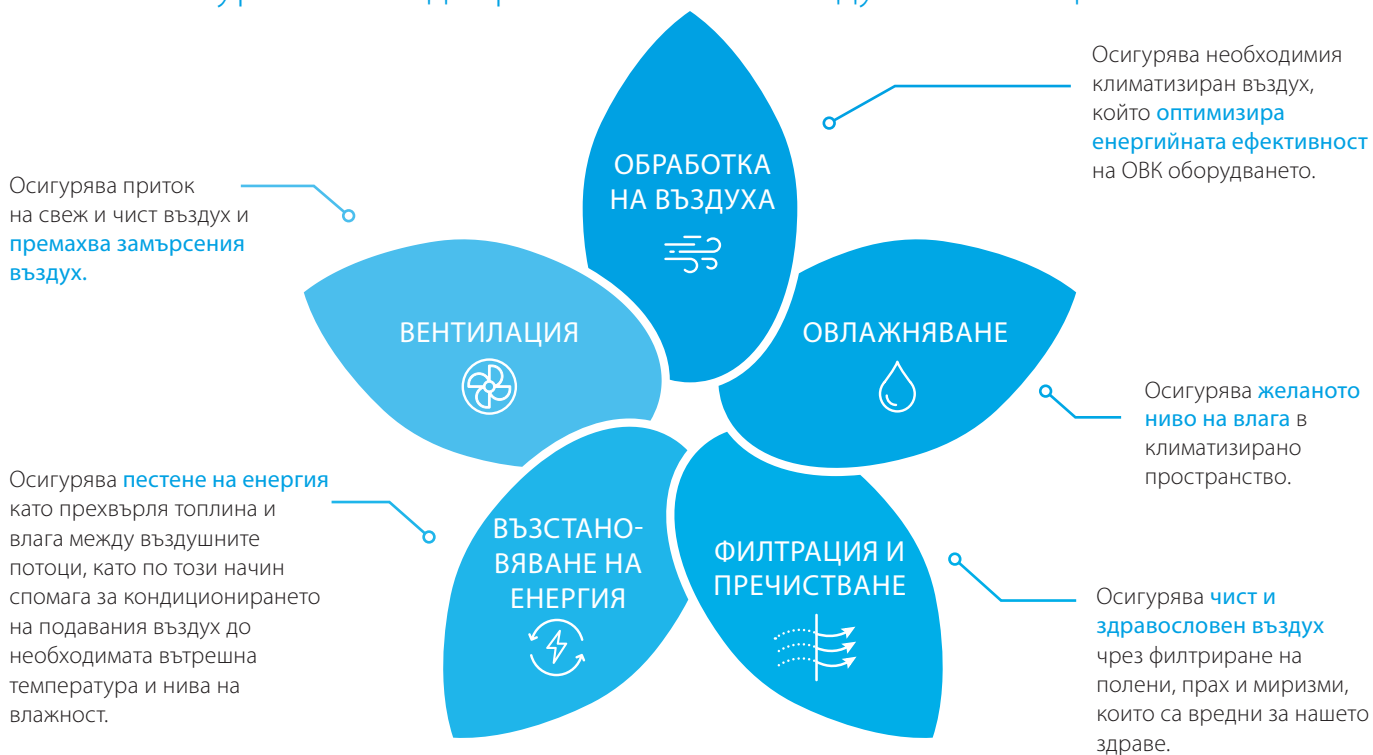 Осигурява необходимия
климатизиран въздух,
който оптимизира
енергийната ефективност
на ОВК оборудването.
ОБРАБОТКА
НА ВЪЗДУХА
Осигурява приток
на свеж и чист въздух и
премахва замърсения
въздух.
ВЕНТИЛАЦИЯ
ОВЛАЖНЯВАНЕ
Осигурява желаното
ниво на влага в
климатизирано
пространство.
Осигурява пестене на енергия
като прехвърля топлина и
влага между въздушните
потоци, като по този начин
спомага за кондиционирането
на подавания въздух до
необходимата вътрешна
температура и нива на
влажност.
ВЪЗСТАНО-
ВЯВАНЕ НА
ЕНЕРГИЯ
ФИЛТРАЦИЯ И
ПРЕЧИСТВАНЕ
Осигурява чист и
здравословен въздух
чрез филтриране на
полени, прах и миризми,
които са вредни за нашето
здраве.